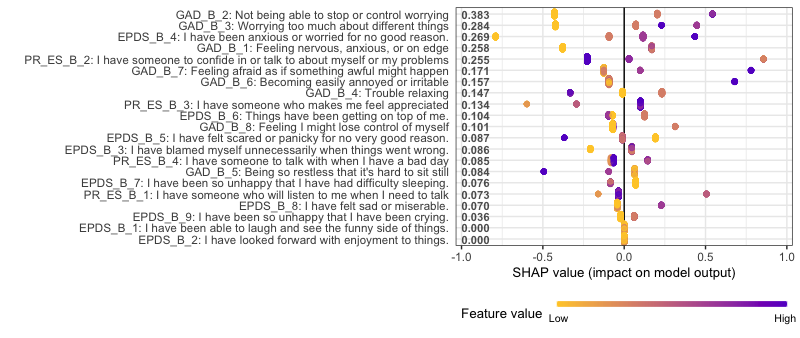 GAD_B_2: Not being able to stop or control worrying 0.383
GAD_B_3: Worrying too much about different things 0.284
EPDS_B_4: I have been anxious or worried for no good reason. 0.269
GAD_B_1: Feeling nervous, anxious, or on edge 0.258
PR_ES_B_2: I have someone to confide in or talk to about myself or my problems 0.255
GAD_B_7: Feeling afraid as if something awful might happen 0.171
GAD_B_6: Becoming easily annoyed or irritable 0.157
GAD_B_4: Trouble relaxing 0.147
PR_ES_B_3: I have someone who makes me feel appreciated 0.134
EPDS_B_6: Things have been getting on top of me. 0.104
GAD_B_8: Feeling I might lose control of myself 0.101
EPDS_B_5: I have felt scared or panicky for no very good reason. 0.087
EPDS_B_3: I have blamed myself unnecessarily when things went wrong. 0.086
PR_ES_B_4: I have someone to talk with when I have a bad day 0.085
GAD_B_5: Being so restless that it's hard to sit still 0.084
EPDS_B_7: I have been so unhappy that I have had difficulty sleeping. 0.076
PR_ES_B_1: I have someone who will listen to me when I need to talk 0.073
EPDS_B_8: I have felt sad or miserable. 0.070
EPDS_B_9: I have been so unhappy that I have been crying. 0.036
EPDS_B_1: I have been able to laugh and see the funny side of things. 0.000
EPDS_B_2: I have looked forward with enjoyment to things. 0.000
-1.0 -0.5 0.0 0.5 1.0
SHAP value (impact on model output)
Feature value
Low High